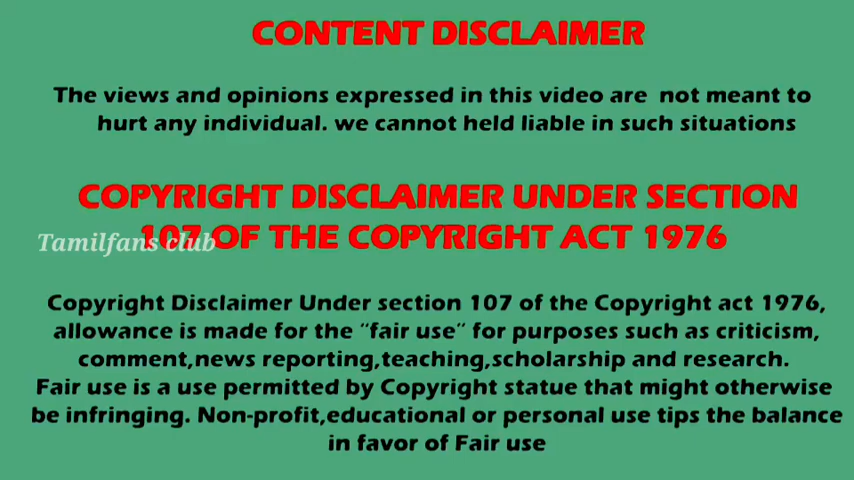 CONTENT DISCLAIMER
The views and opinions expressed in this video are not meant to
hurt any individual. we cannot held liable in such situations
COPYRIGHT DISCLAIMER UNDER SECTION
107 OF THE COPYRIGHT ACT 1976
Tamilfans club
Copyright Disclaimer Under section 107 of the Copyright act 1976,
allowance is made for the “fair use” for purposes such as criticism,
comment,news reporting,teaching,scholarship and research.
Fair use is a use permitted by Copyright statue that might otherwise
be infringing. Non-profit,educational or personal use tips the balance
in favor of Fair use